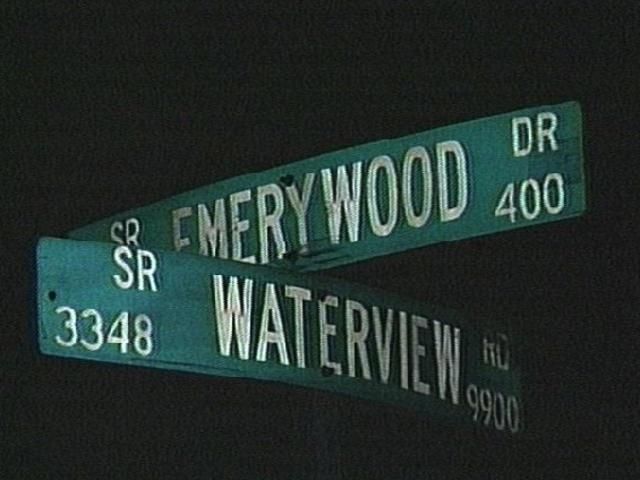 SR EMERYWOOD DR
400
SR WATERVIEW RD
3348 9900